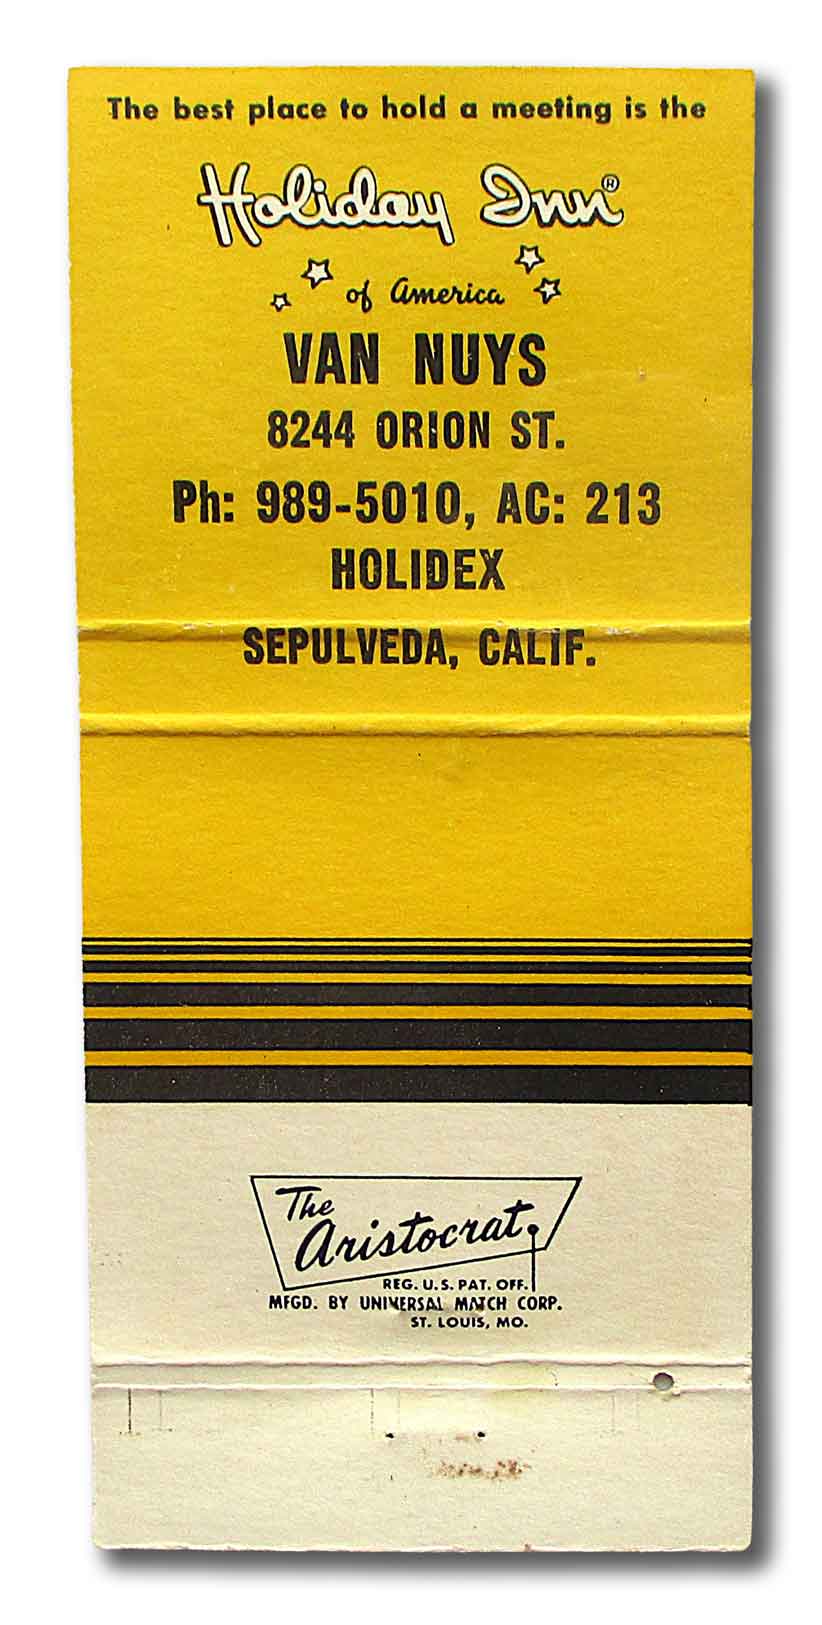 The best place to hold a meeting is the
Holiday Inn®
of America
VAN NUYS
8244 ORION ST.
Ph: 989-5010, AC: 213
HOLIDEX
SEPULVEDA, CALIF.
The
Aristocrat
REG. U.S. PAT. OFF.
MFGD. BY UNIVERSAL MATCH CORP.
ST. LOUIS, MO.